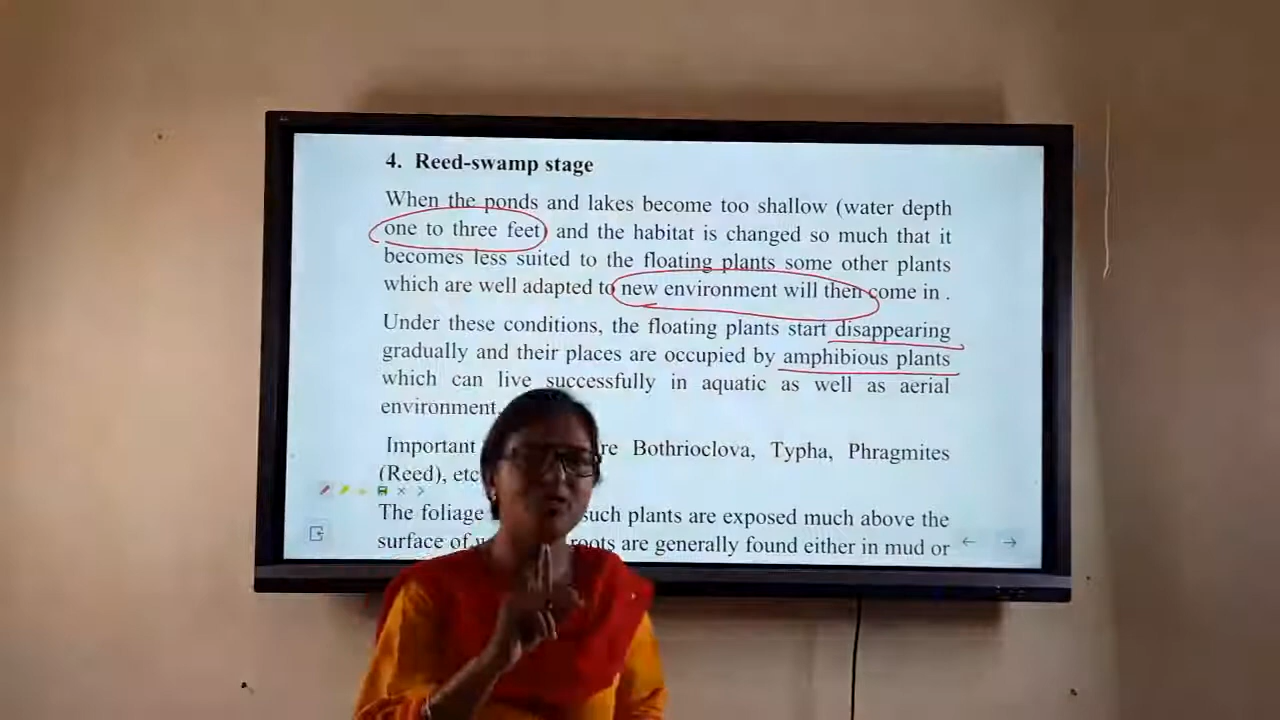 4. Reed-swamp stage
When the ponds and lakes become too shallow (water depth
one to three feet) and the habitat is changed so much that it
becomes less suited to the floating plants some other plants
which are well adapted to new environment will then come in .
Under these conditions, the floating plants start disappearing
gradually and their places are occupied by amphibious plants
which can live successfully in aquatic as well as aerial
environment.
Important Bothrioclova, Typha, Phragmites
(Reed), etc
The foliage such plants are exposed much above the
surface of roots are generally found either in mud or